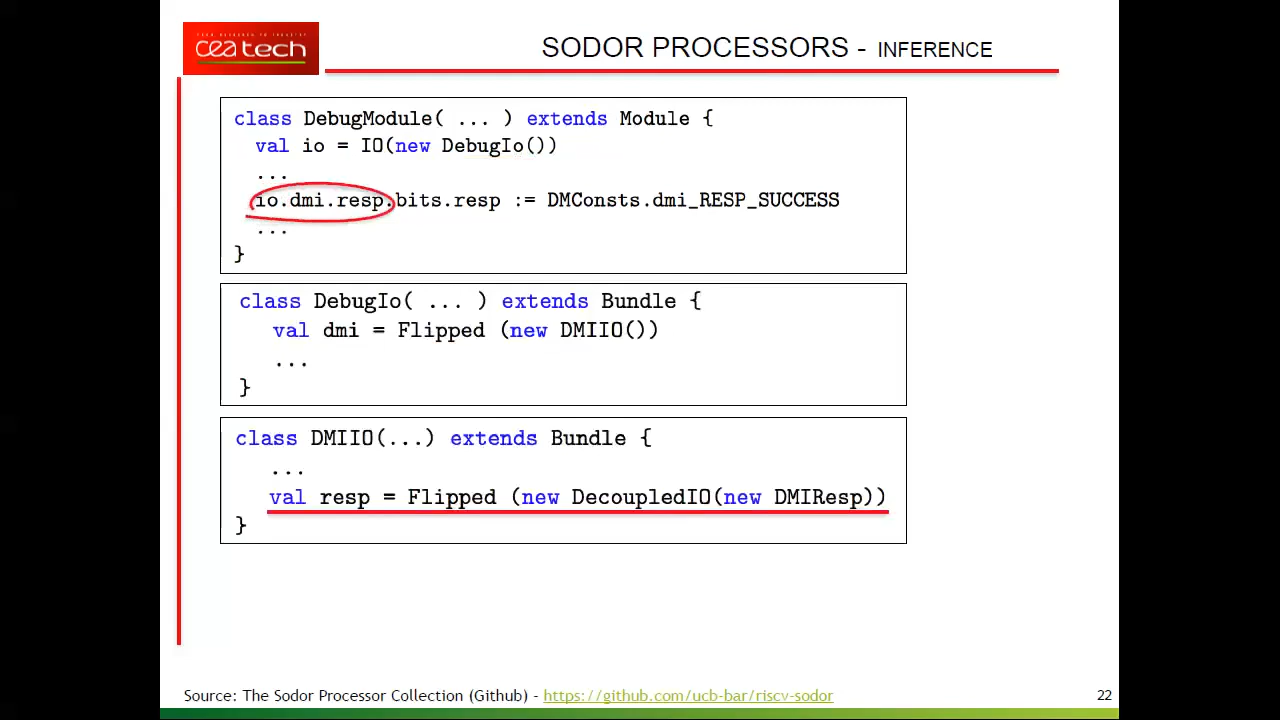 cea tech
SODOR PROCESSORS - INFERENCE
class DebugModule( ... ) extends Module {
val io = IO(new DebugIo())
...
io.dmi.resp.bits.resp := DMConsts.dmi_RESP_SUCCESS
...
}
class DebugIo( ... ) extends Bundle {
val dmi = Flipped (new DMIIO())
...
}
class DMIIO(...) extends Bundle {
...
val resp = Flipped (new DecoupledIO(new DMIResp))
}
Source: The Sodor Processor Collection (Github) - https://github.com/ucb-bar/riscv-sodor
22